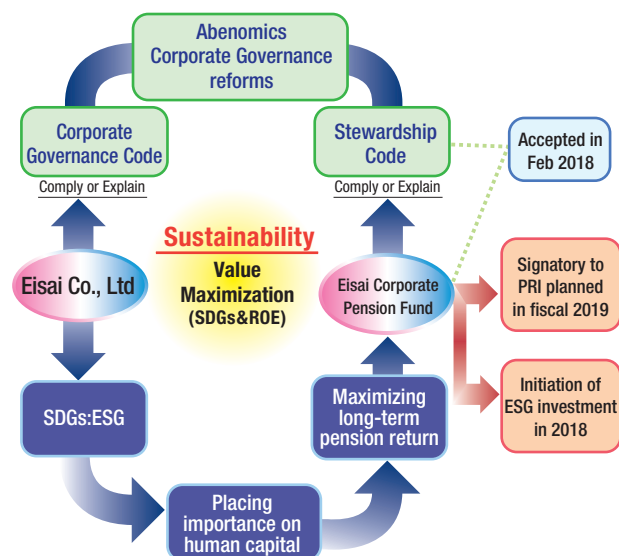 Abenomics
Corporate Governance
reforms
Corporate
Governance Code
Comply or Explain
Stewardship
Code
Comply or Explain
Accepted in
Feb 2018
Sustainability
Value
Maximization
(SDGs&ROE)
Eisai Co., Ltd
Eisai Corporate
Pension Fund
Signatory to
PRI planned
in fiscal 2019
Initiation of
ESG investment
in 2018
SDGs:ESG
Maximizing
long-term
pension return
Placing
importance on
human capital